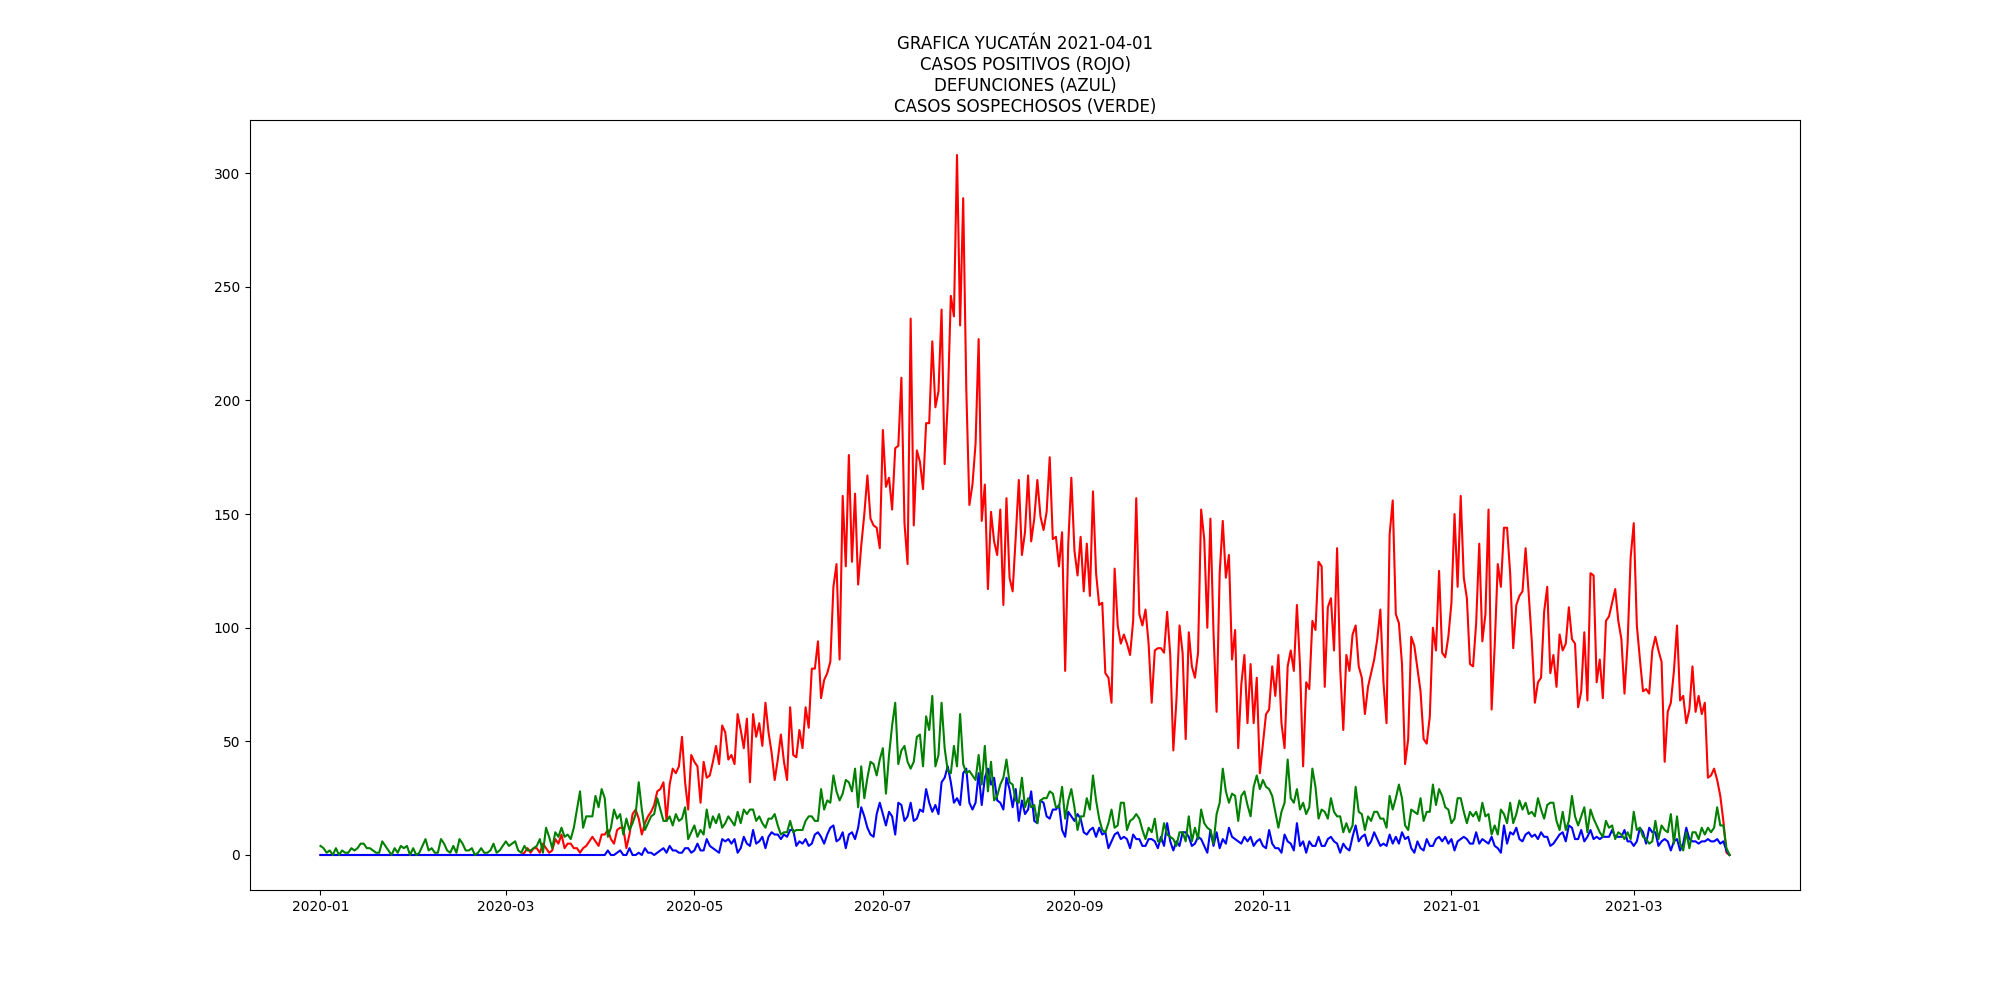 GRAFICA YUCATÁN 2021-04-01
CASOS POSITIVOS (ROJO)
DEFUNCIONES (AZUL)
CASOS SOSPECHOSOS (VERDE)
300
250
200
150
100
50
0
2020-01 2020-03 2020-05 2020-07 2020-09 2020-11 2021-01 2021-03